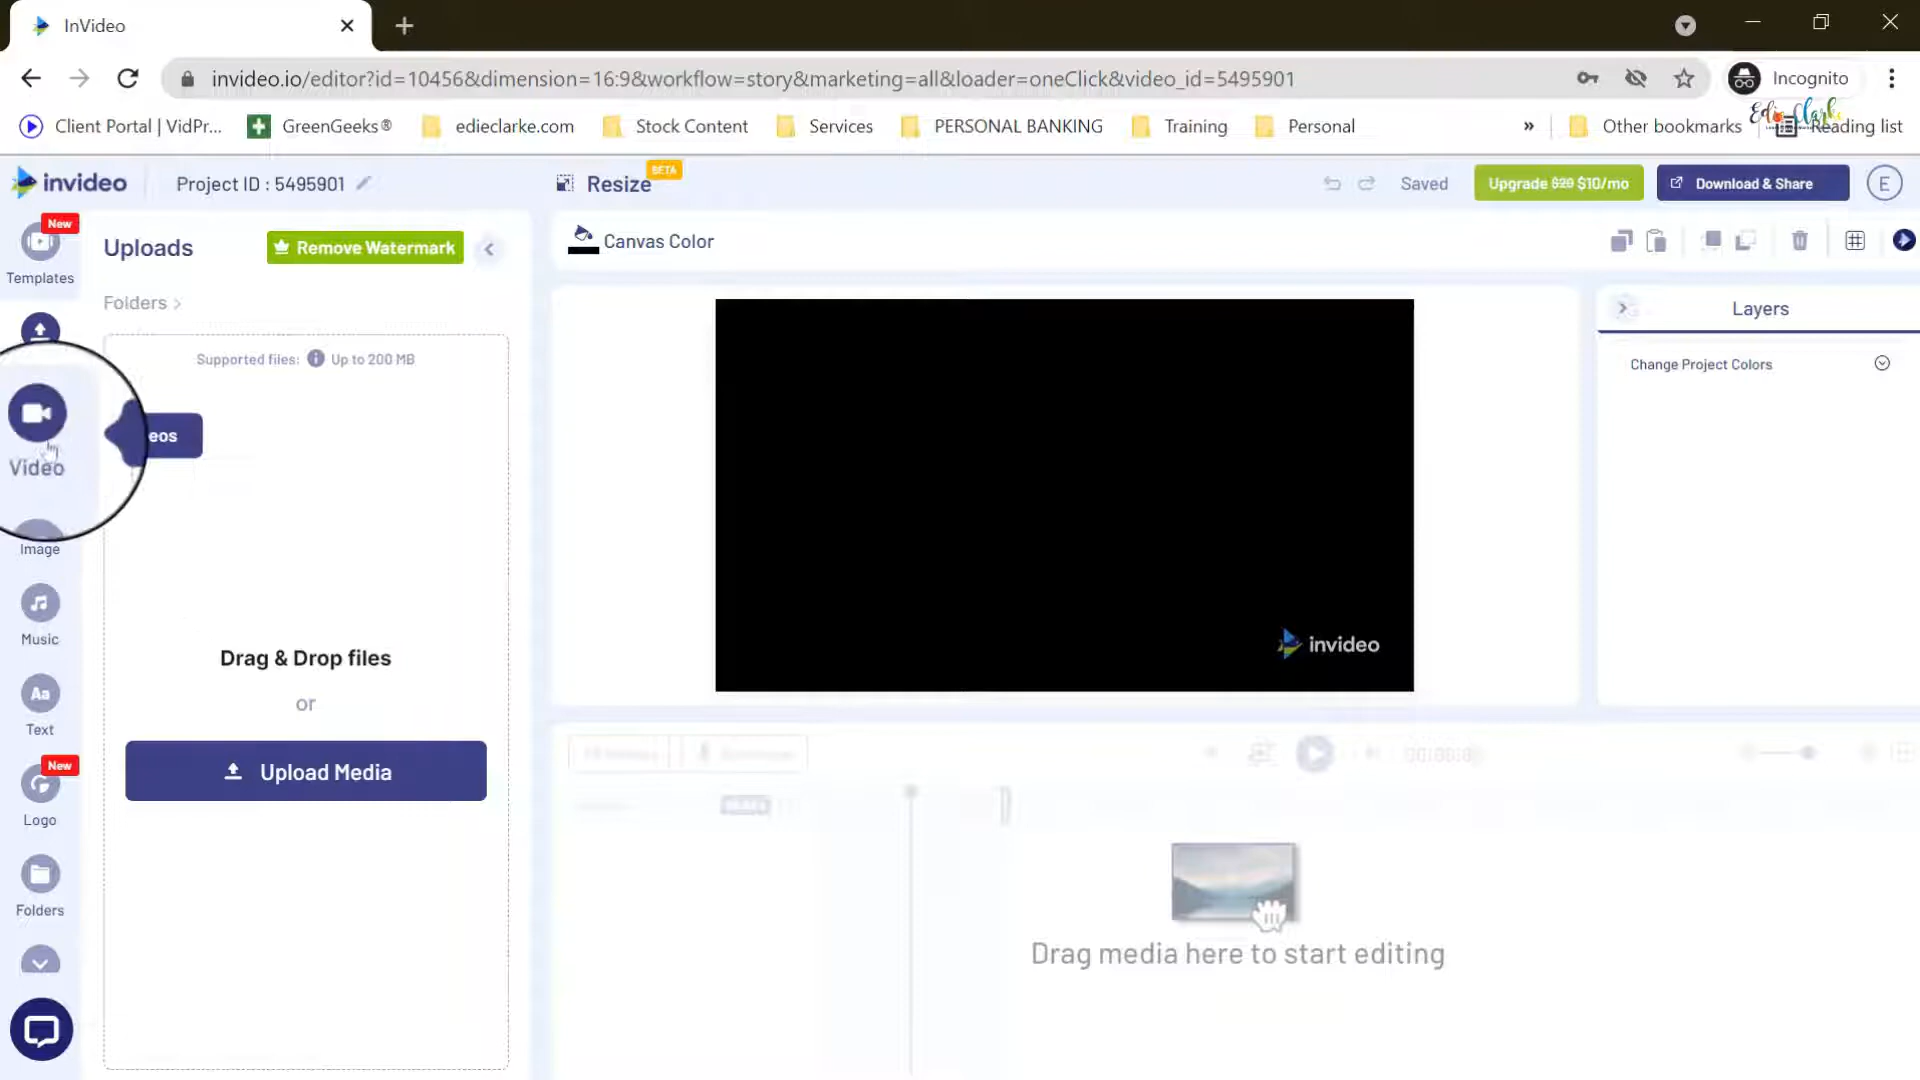 InVideo
invideo.io/editor?id=10456&dimension=16:9&workflow=story&marketing=all&loader=oneClick&video_id=5495901
Incognito
Client Portal | VidPr...
GreenGeeks®
edieclarke.com
Stock Content
Services
PERSONAL BANKING
Training
Personal
»
Other bookmarks
Reading list
invideo
Project ID : 5495901
Resize
BETA
Saved
Upgrade $20 $10/mo
Download & Share
E
New
Templates
Uploads
Remove Watermark
Canvas Color
Folders >
Layers
Supported files: Up to 200 MB
Change Project Colors
eos
Video
Image
Music
Drag & Drop files
or
invideo
Aa
Text
Upload Media
New
Logo
Folders
Drag media here to start editing